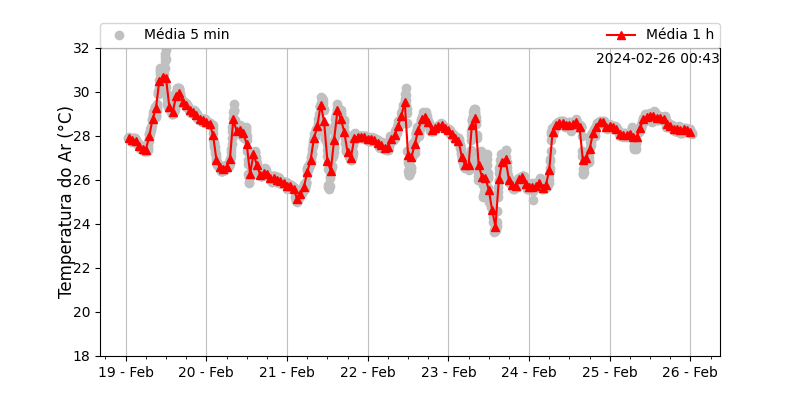 Média 5 min
Média 1 h
2024-02-26 00:43
Temperatura do Ar (°C)
32
30
28
26
24
22
20
18
19 - Feb
20 - Feb
21 - Feb
22 - Feb
23 - Feb
24 - Feb
25 - Feb
26 - Feb